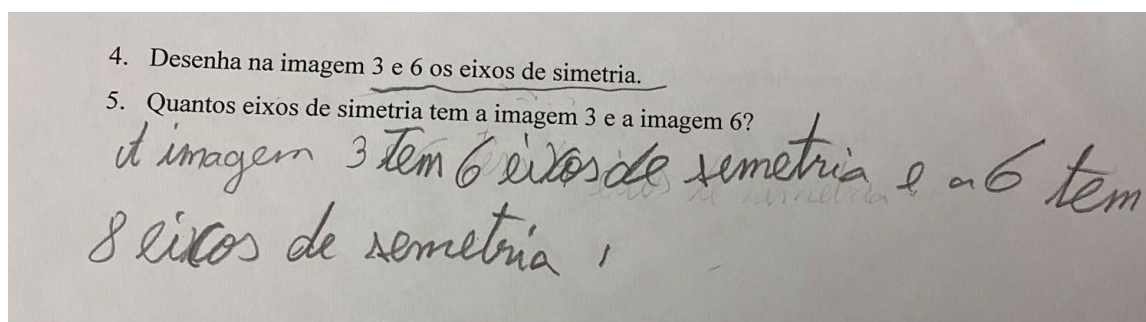 4. Desenha na imagem 3 e 6 os eixos de simetria.
5. Quantos eixos de simetria tem a imagem 3 e a imagem 6?
A imagem 3 tem 6 eixos de semetria e a 6 tem
8 eixos de semetria.